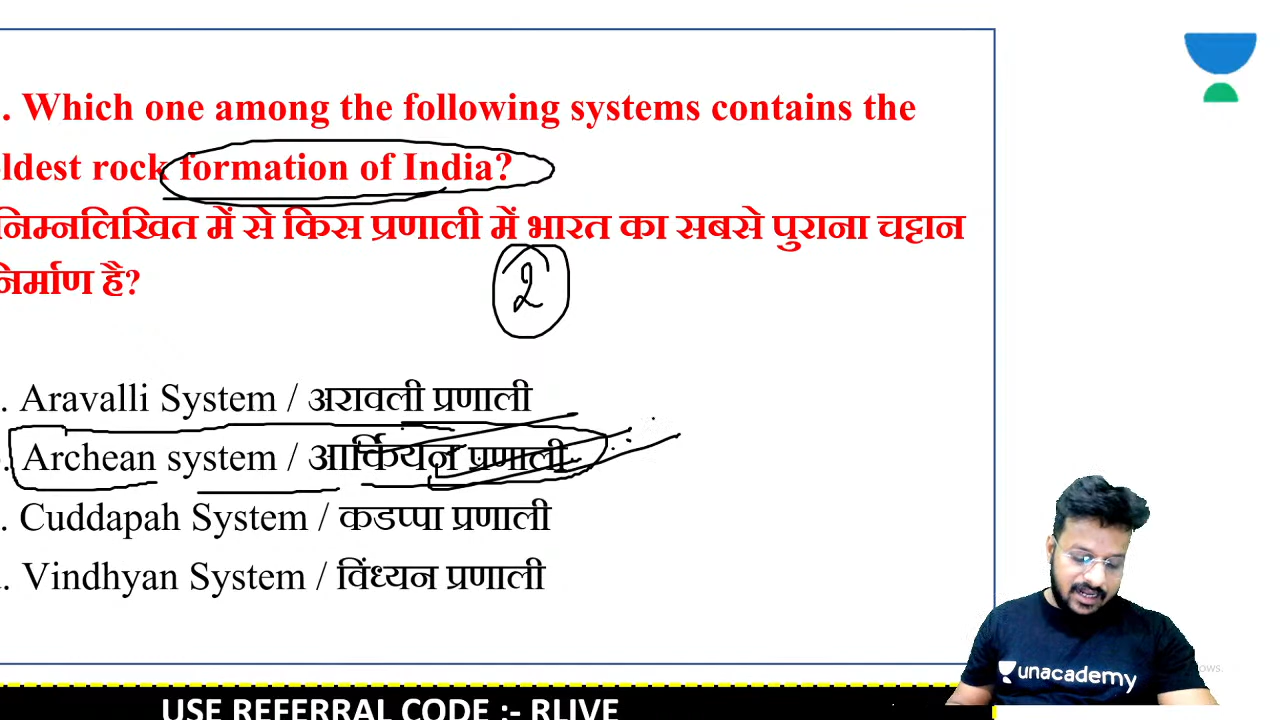 . Which one among the following systems contains the
ldest rock formation of India?
निम्नलिखित में से किस प्रणाली में भारत का सबसे पुराना चट्टान
निर्माण है?
2
. Aravalli System / अरावली प्रणाली
. Archean system / आर्कियन प्रणाली
. Cuddapah System / कडप्पा प्रणाली
. Vindhyan System / विंध्यन प्रणाली
unacademy
USE REFERRAL CODE :- RLIVE